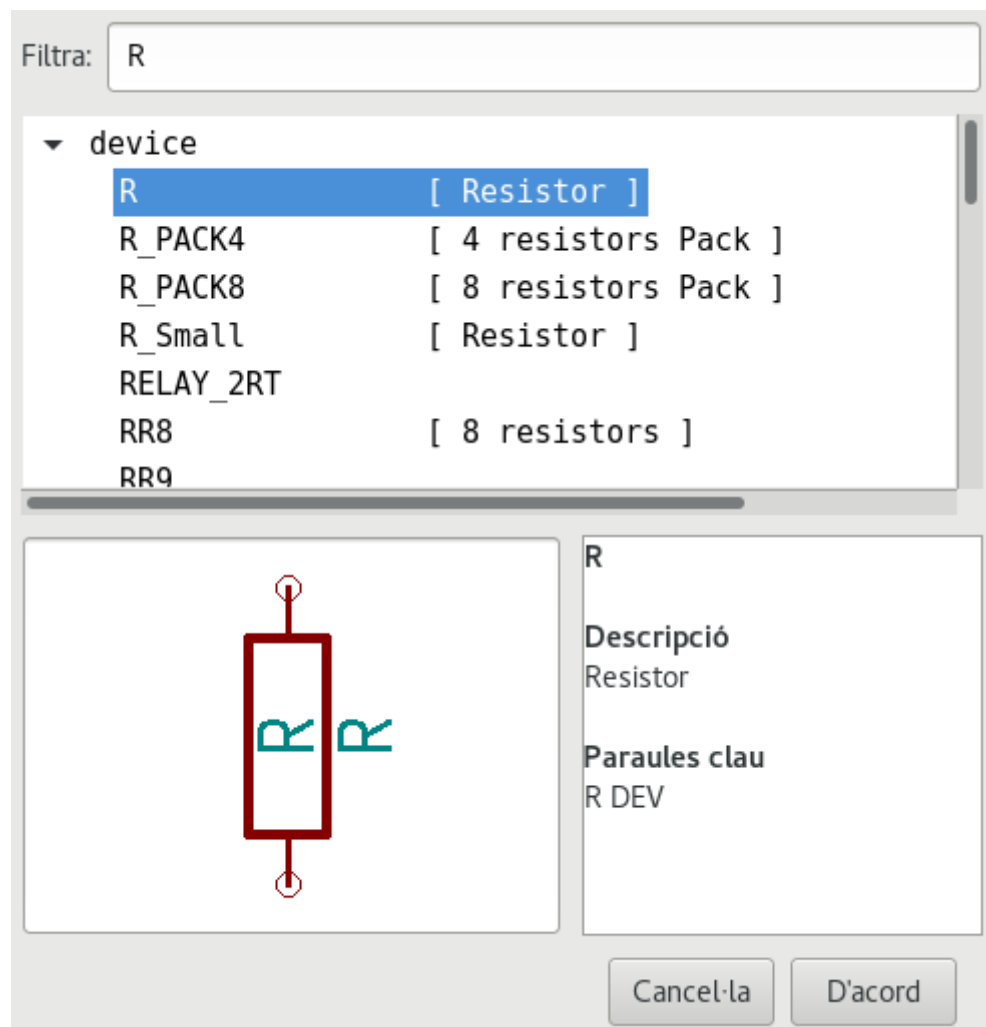 Filtra: R
device
R [ Resistor ]
R_PACK4 [ 4 resistors Pack ]
R_PACK8 [ 8 resistors Pack ]
R_Small [ Resistor ]
RELAY_2RT
RR8 [ 8 resistors ]
RR9
R R
R
Descripció
Resistor
Paraules clau
R DEV
Cancel·la D'acord